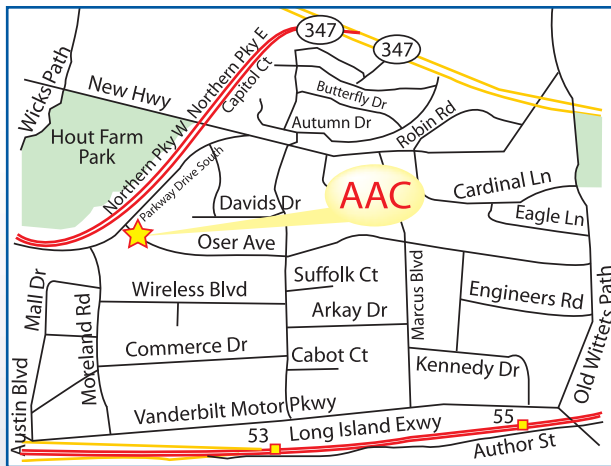 347
347
Wicks Path
New Hwy
Northern Pky E
Capitol Ct
Butterfly Dr
Autumn Dr
Robin Rd
Hout Farm
Park
Northern Pky W
Parkway Drive South
Davids Dr
AAC
Cardinal Ln
Eagle Ln
Oser Ave
Suffolk Ct
Wireless Blvd
Arkay Dr
Marcus Blvd
Engineers Rd
Old Witters Path
Mall Dr
Moreland Rd
Commerce Dr
Cabot Ct
Kennedy Dr
Austin Blvd
Vanderbilt Motor Pkwy
53
Long Island Exwy
55
Author St